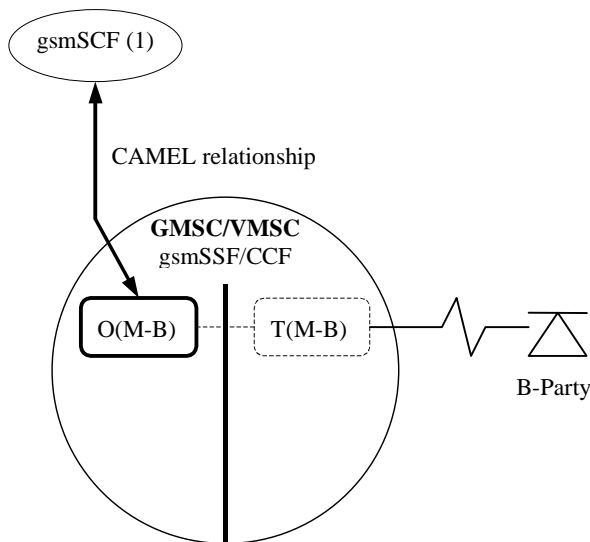 gsmSCF (1)
CAMEL relationship
GMSC/VMSC
gsmSSF/CCF
O(M-B)
T(M-B)
B-Party